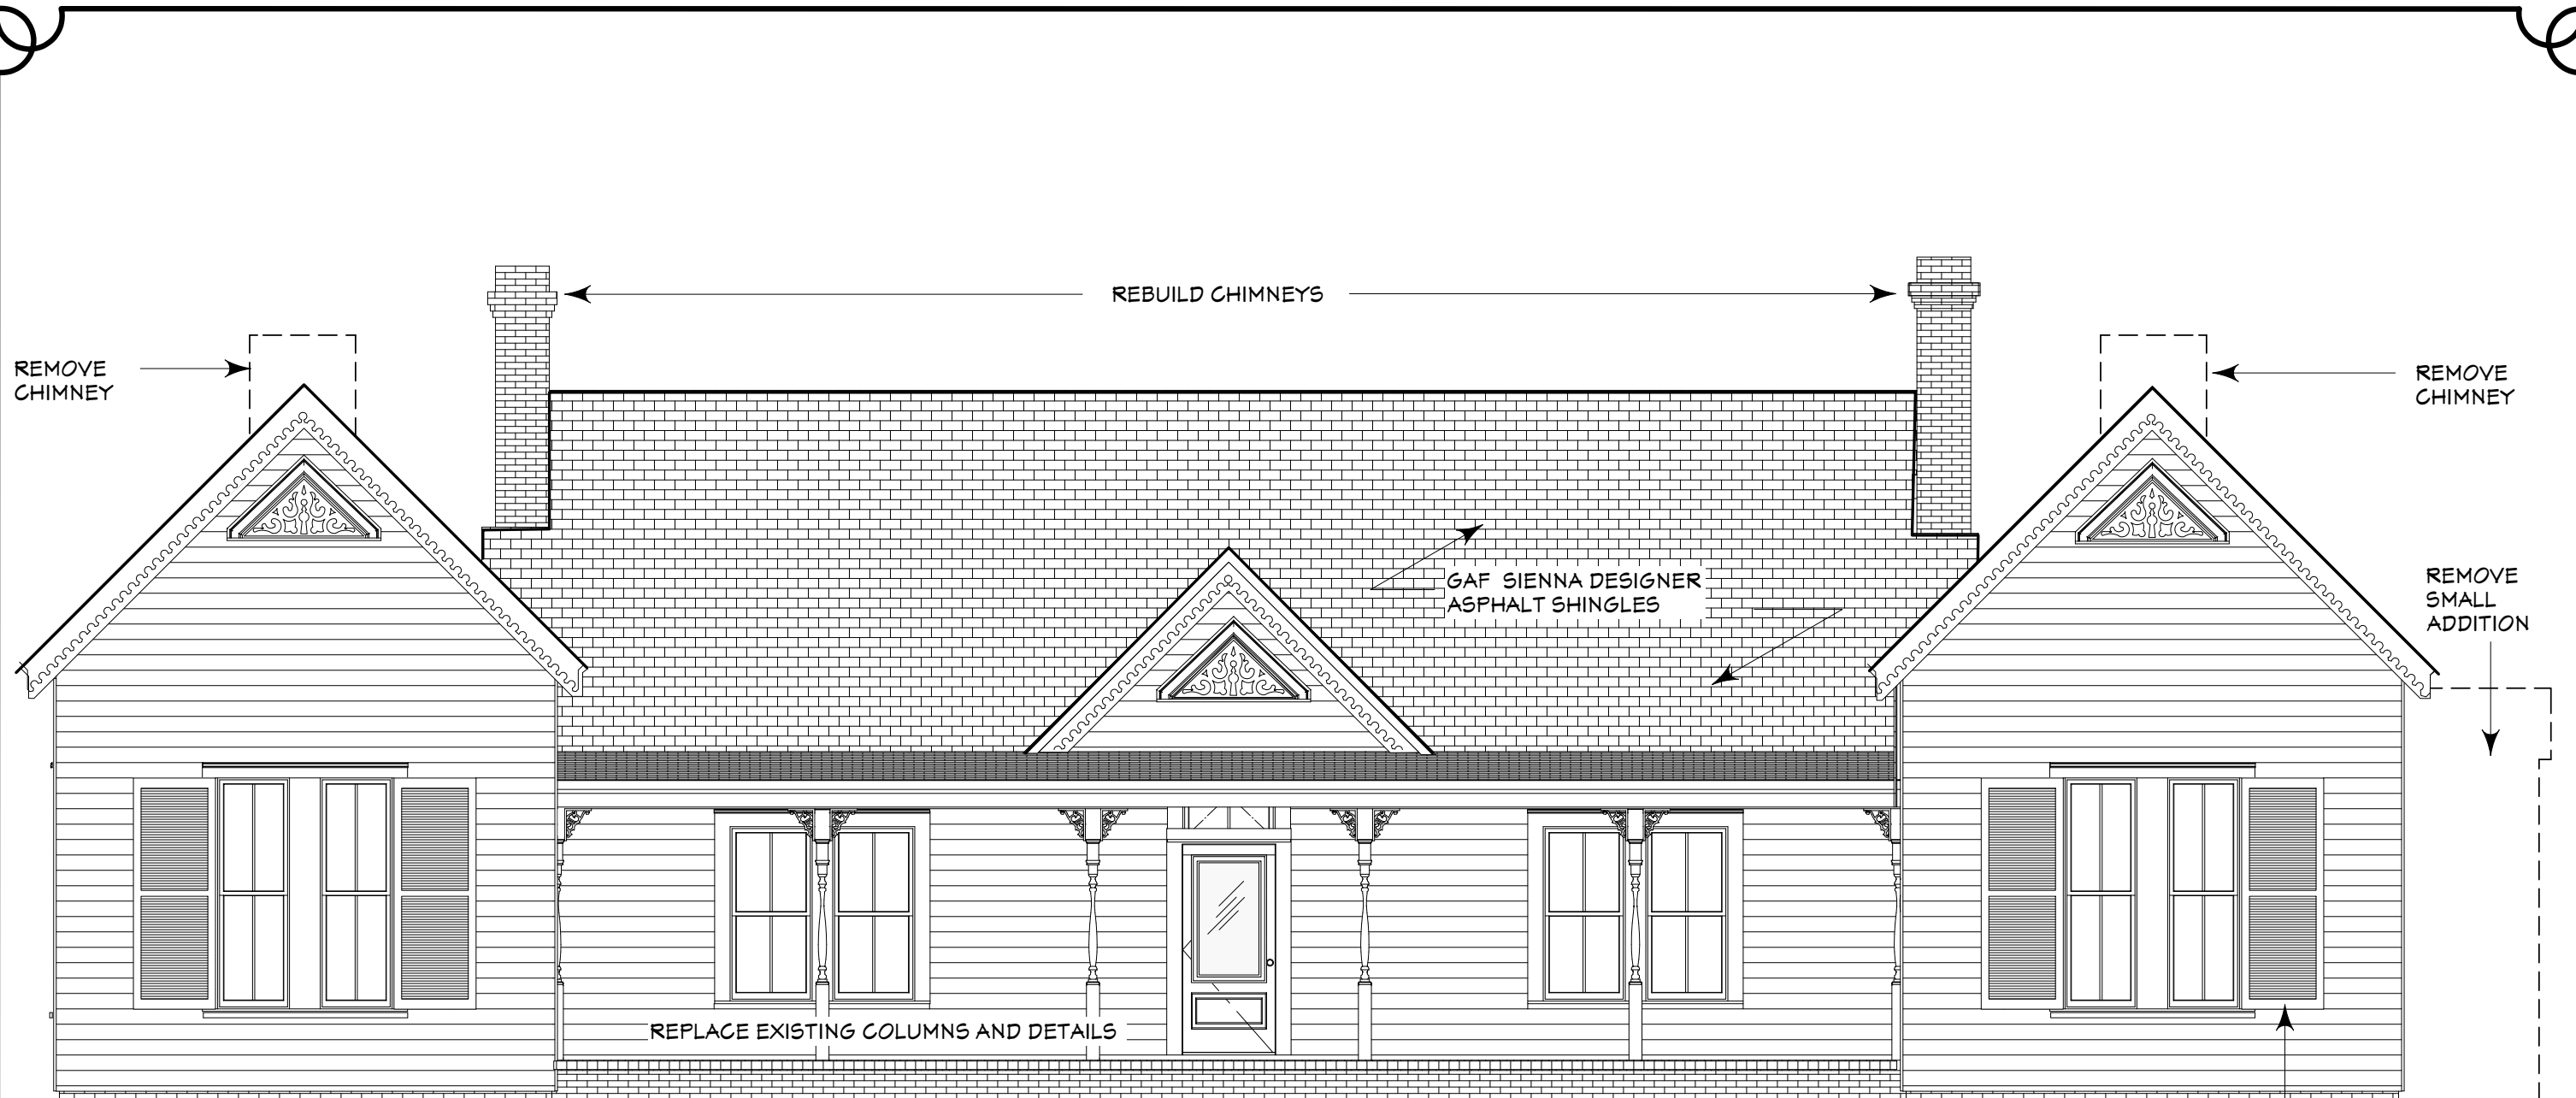 REBUILD CHIMNEYS
REMOVE
CHIMNEY
REMOVE
CHIMNEY
GAF SIENNA DESIGNER
ASPHALT SHINGLES
REMOVE
SMALL
ADDITION
REPLACE EXISTING COLUMNS AND DETAILS